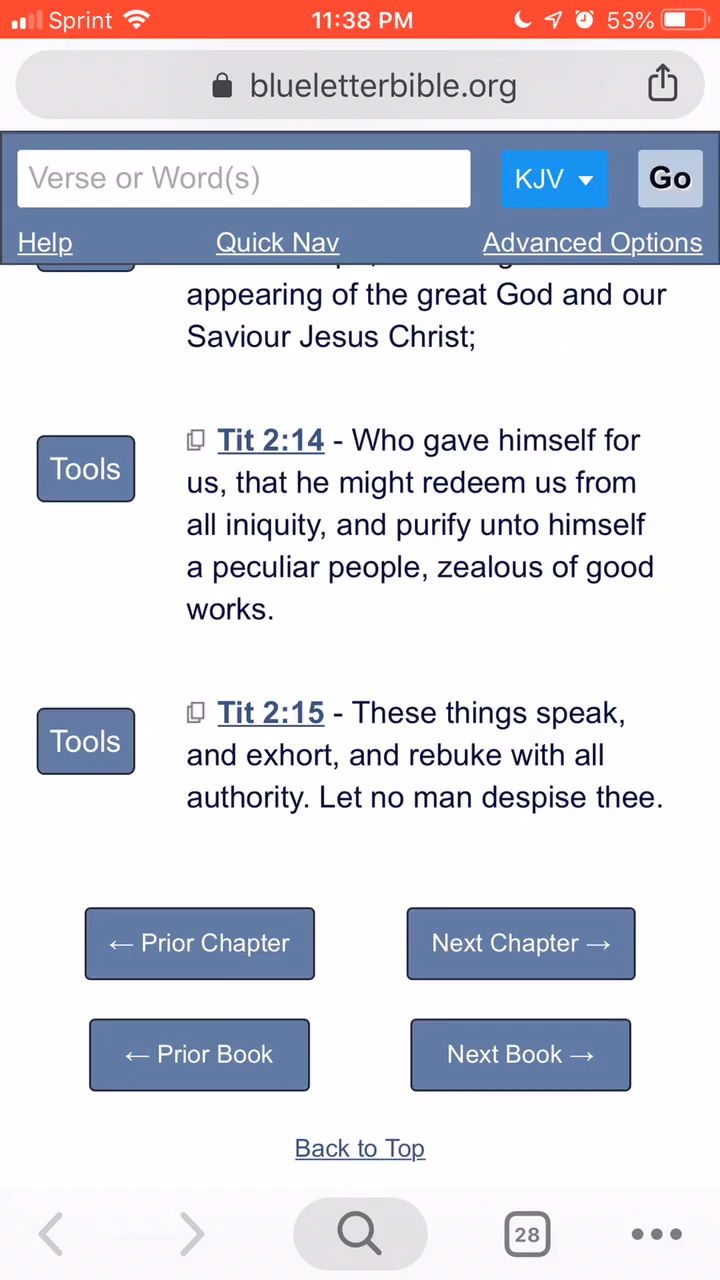 Sprint 11:38 PM 53%
blueletterbible.org
Verse or Word(s) KJV Go
Help Quick Nav Advanced Options
appearing of the great God and our
Saviour Jesus Christ;
Tools
Tit 2:14 - Who gave himself for
us, that he might redeem us from
all iniquity, and purify unto himself
a peculiar people, zealous of good
works.
Tools
Tit 2:15 - These things speak,
and exhort, and rebuke with all
authority. Let no man despise thee.
← Prior Chapter Next Chapter →
← Prior Book Next Book →
Back to Top
28